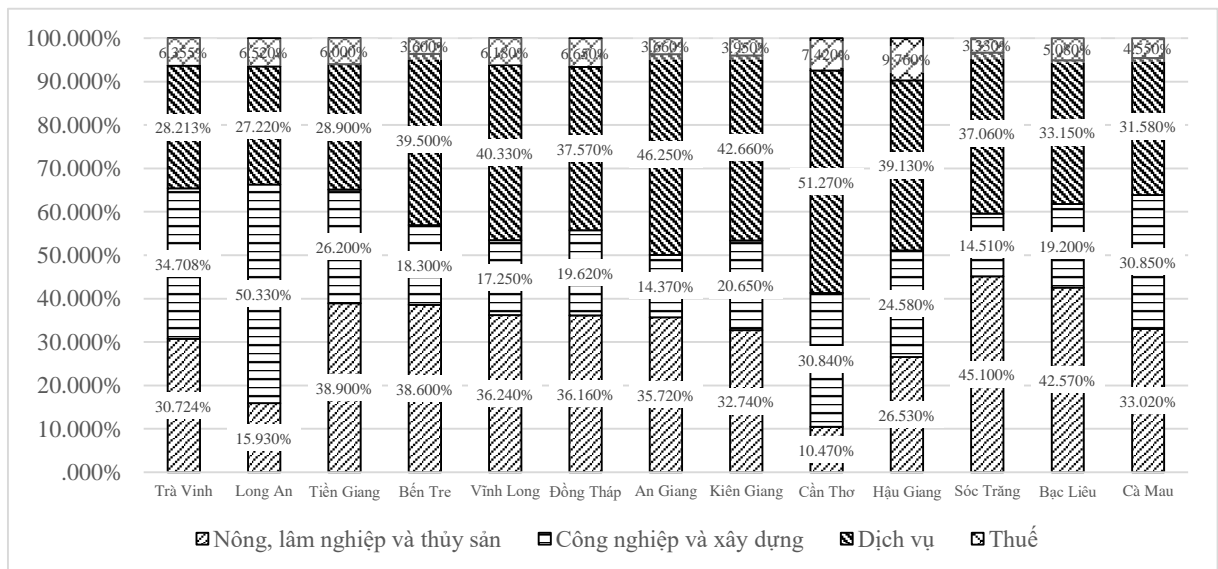 100.000%
90.000%
80.000%
70.000%
60.000%
50.000%
40.000%
30.000%
20.000%
10.000%
.000%
6.355% 6.520% 6.000% 3.600% 6.180% 6.650% 3.660% 3.950% 7.420% 9.760% 3.330% 5.080% 4.550%
28.213% 27.220% 28.900% 39.500% 40.330% 37.570% 46.250% 42.660% 51.270% 39.130% 37.060% 33.150% 31.580%
34.708% 50.330% 26.200% 18.300% 17.250% 19.620% 14.370% 20.650% 30.840% 24.580% 14.510% 19.200% 30.850%
30.724% 15.930% 38.900% 38.600% 36.240% 36.160% 35.720% 32.740% 10.470% 26.530% 45.100% 42.570% 33.020%
Trà Vinh Long An Tiền Giang Bến Tre Vĩnh Long Đồng Tháp An Giang Kiên Giang Cần Thơ Hậu Giang Sóc Trăng Bạc Liêu Cà Mau
Nông, lâm nghiệp và thủy sản Công nghiệp và xây dựng Dịch vụ Thuế